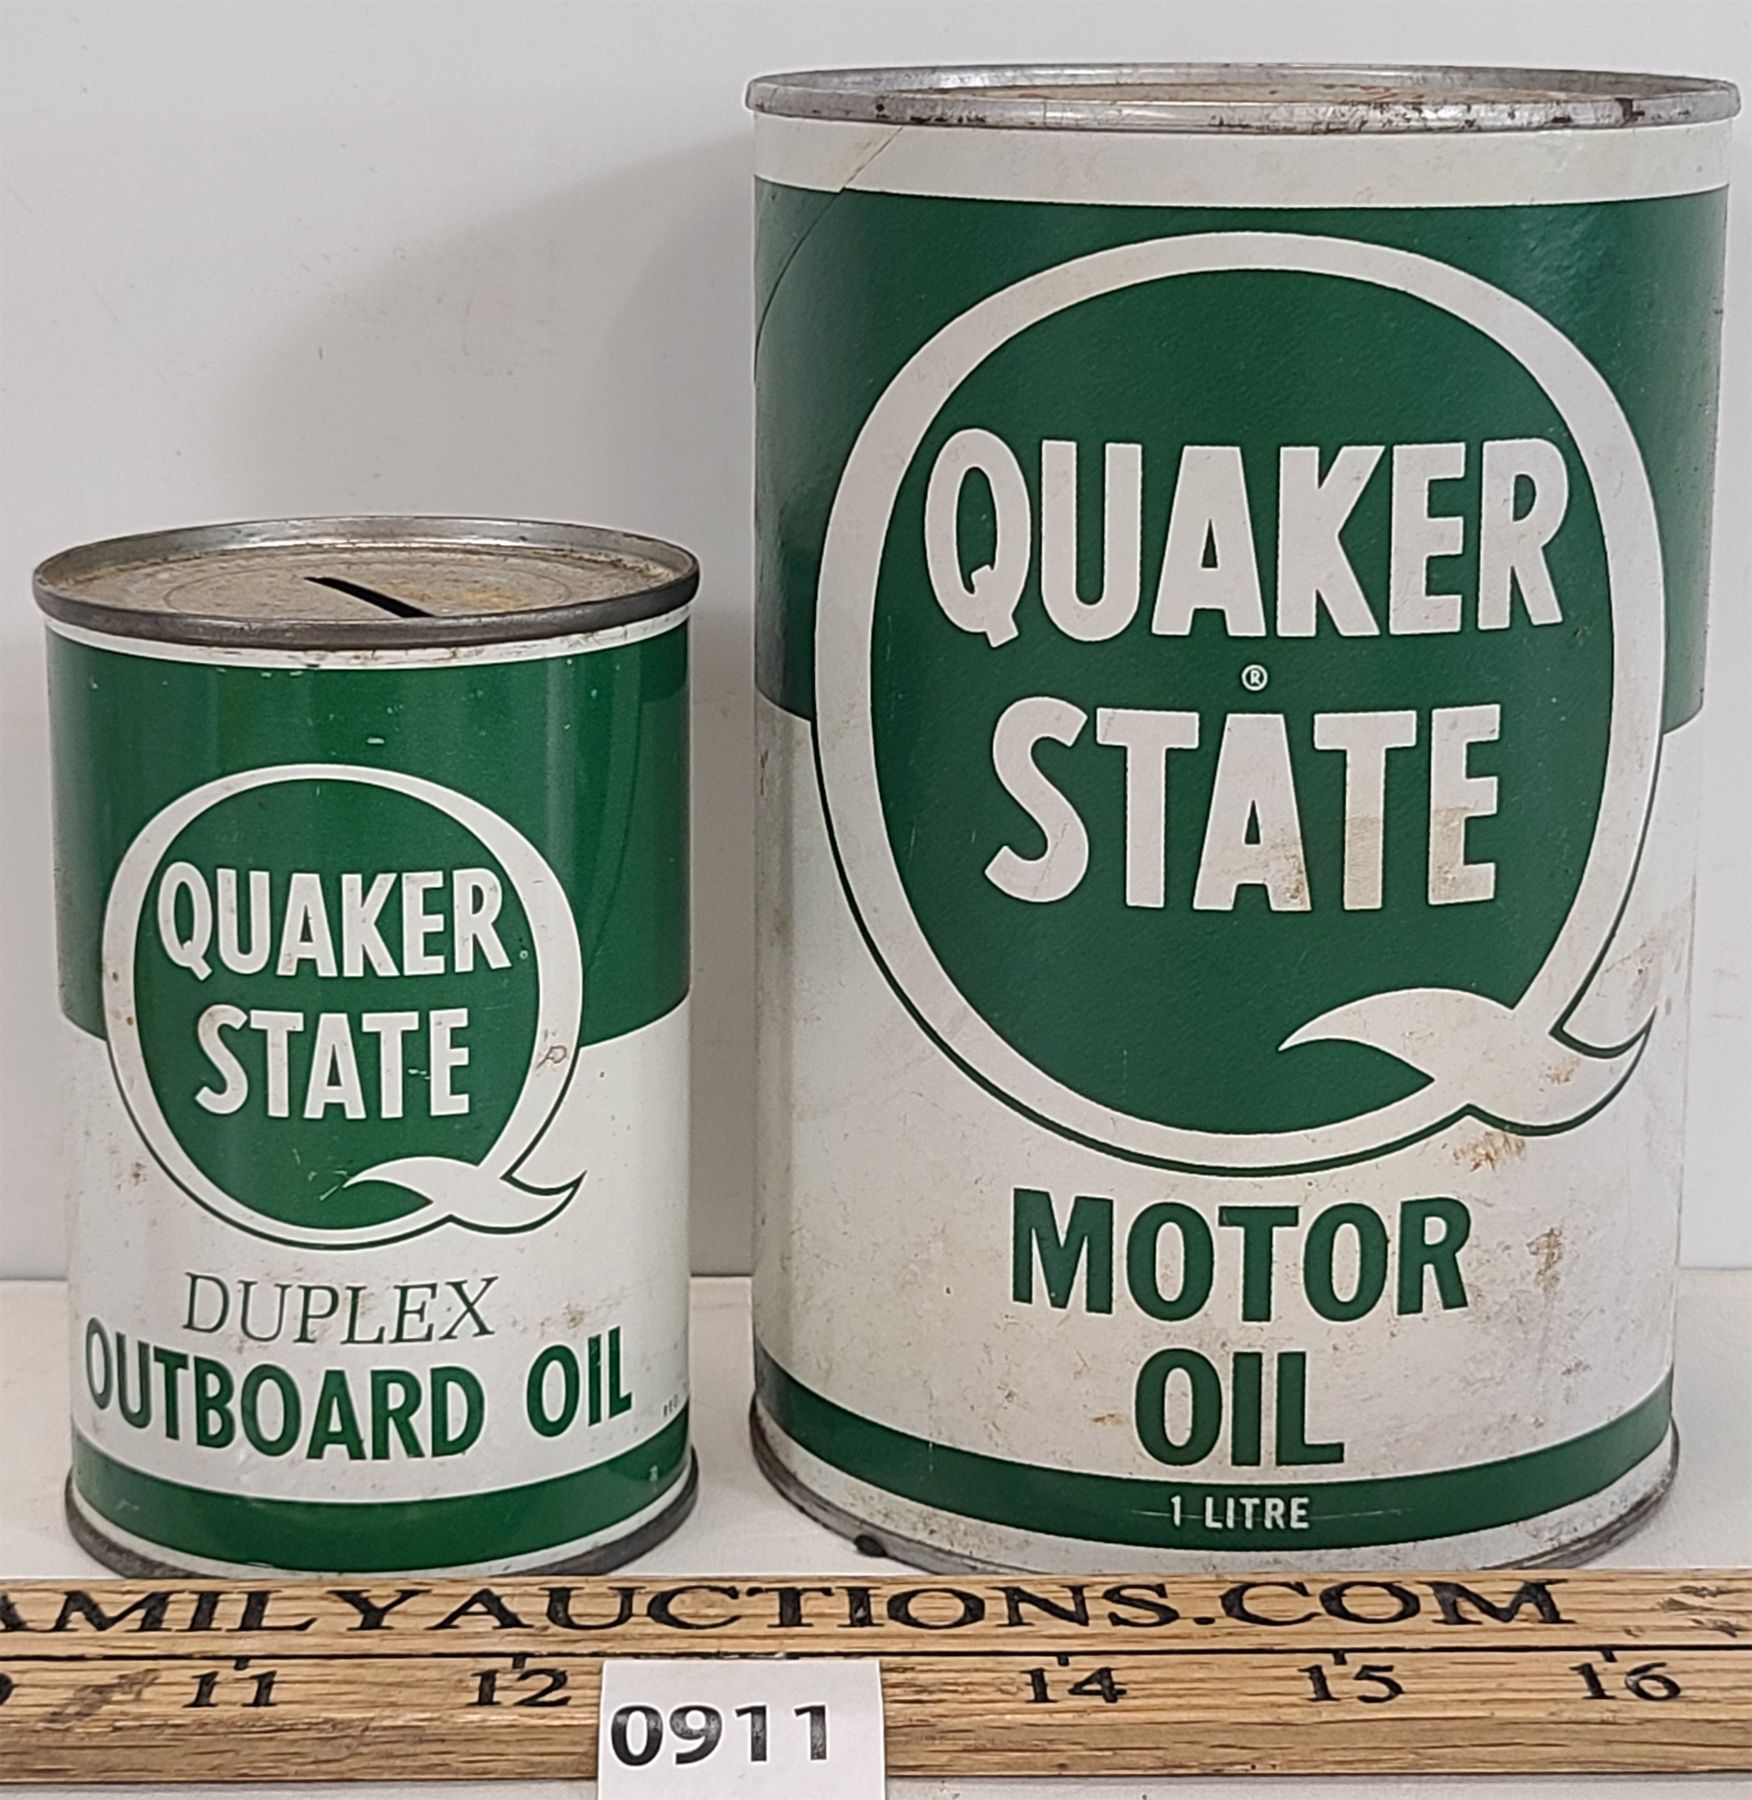 QUAKER
STATE
DUPLEX
OUTBOARD OIL
QUAKER
®
STATE
MOTOR
OIL
1 LITRE
AMILYAUCTIONS.COM
11 12 14 15 16
0911